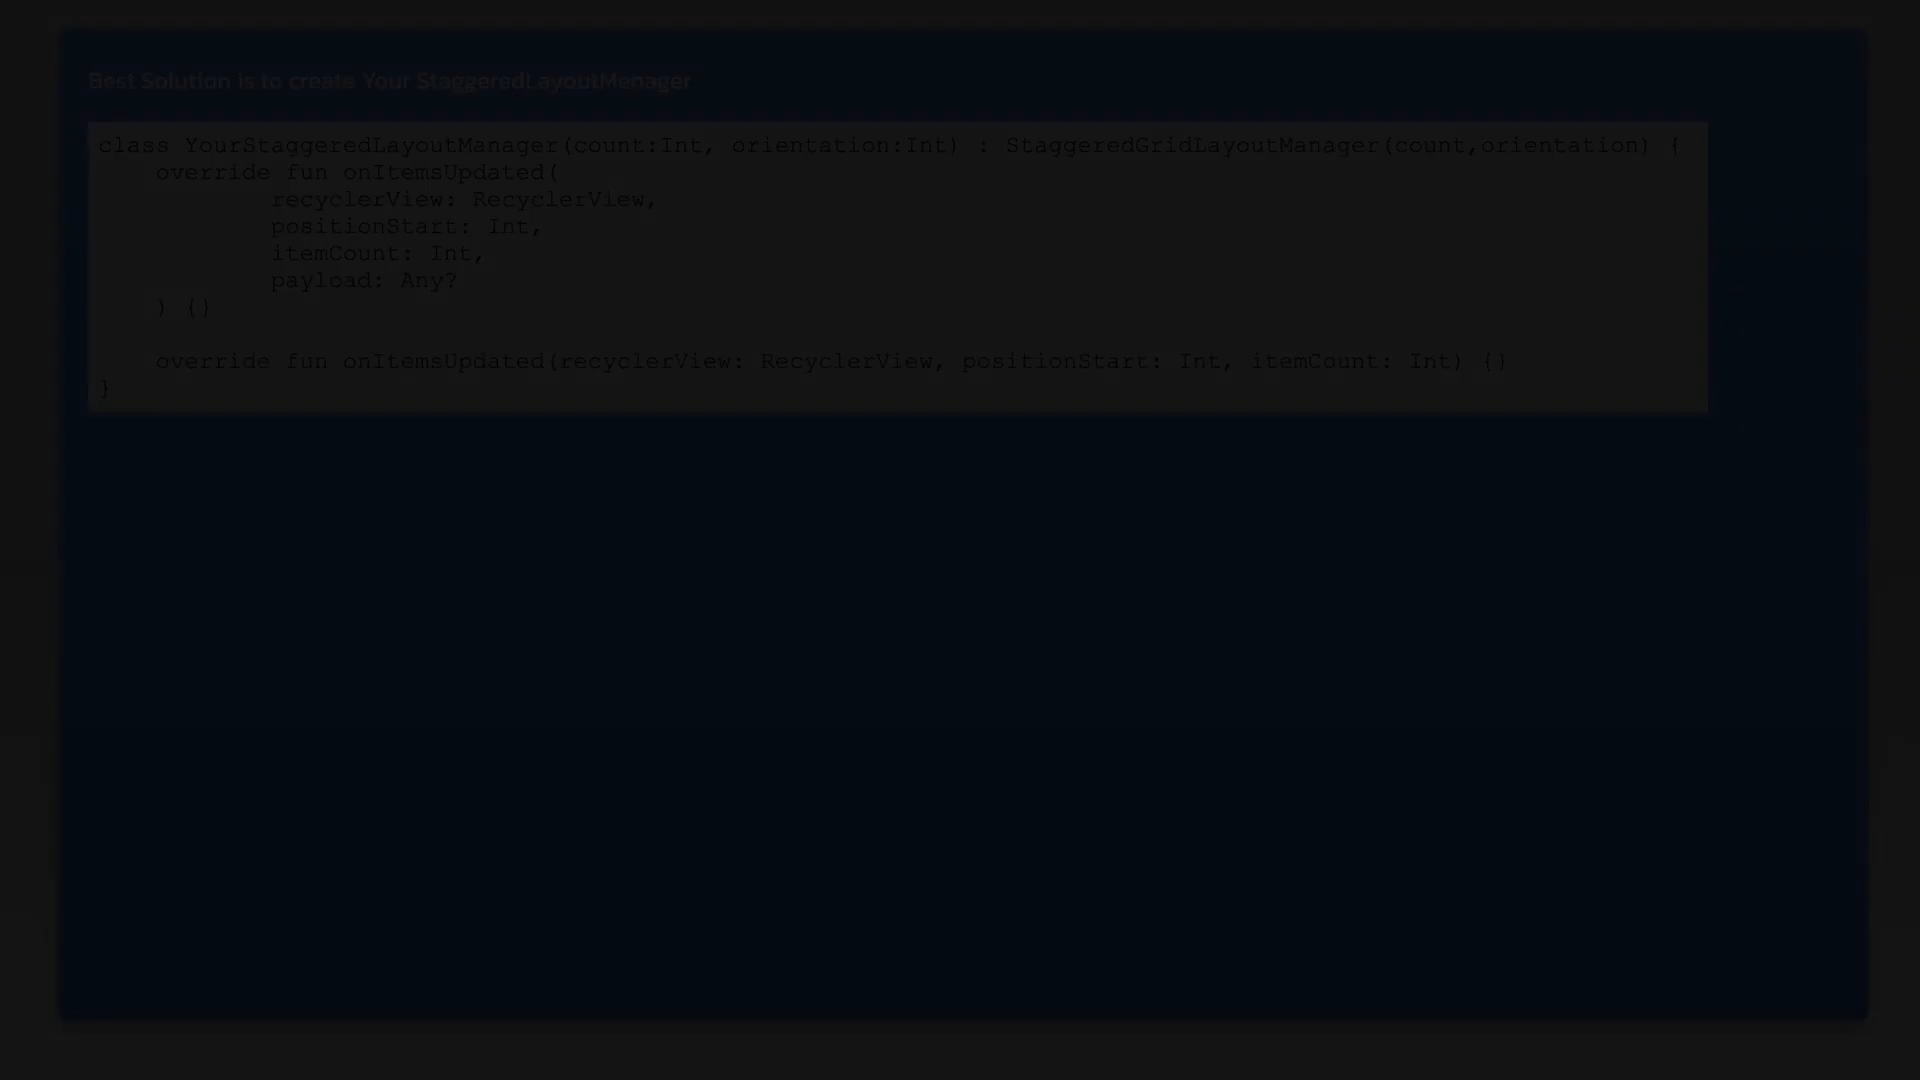 Best Solution is to create Your StaggeredLayoutMenager
class YourStaggeredLayoutManager(count:Int, orientation:Int) : StaggeredGridLayoutManager(count,orientation) {
    override fun onItemsUpdated(
            recyclerView: RecyclerView,
            positionStart: Int,
            itemCount: Int,
            payload: Any?
    ) {}
    override fun onItemsUpdated(recyclerView: RecyclerView, positionStart: Int, itemCount: Int) {}
}